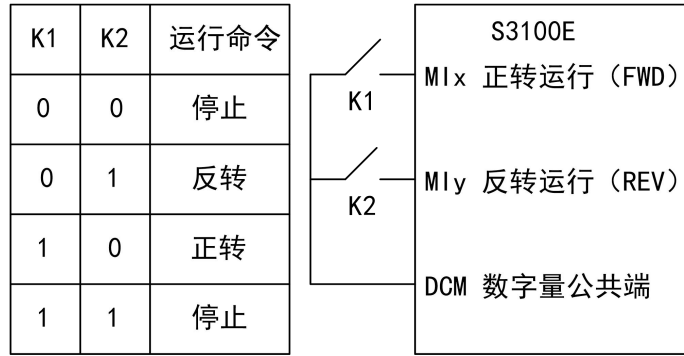 K1 K2 运行命令
0 0 停止
0 1 反转
1 0 正转
1 1 停止
S3100E
K1
MIx 正转运行（FWD）
K2
MIy 反转运行（REV）
DCM 数字量公共端